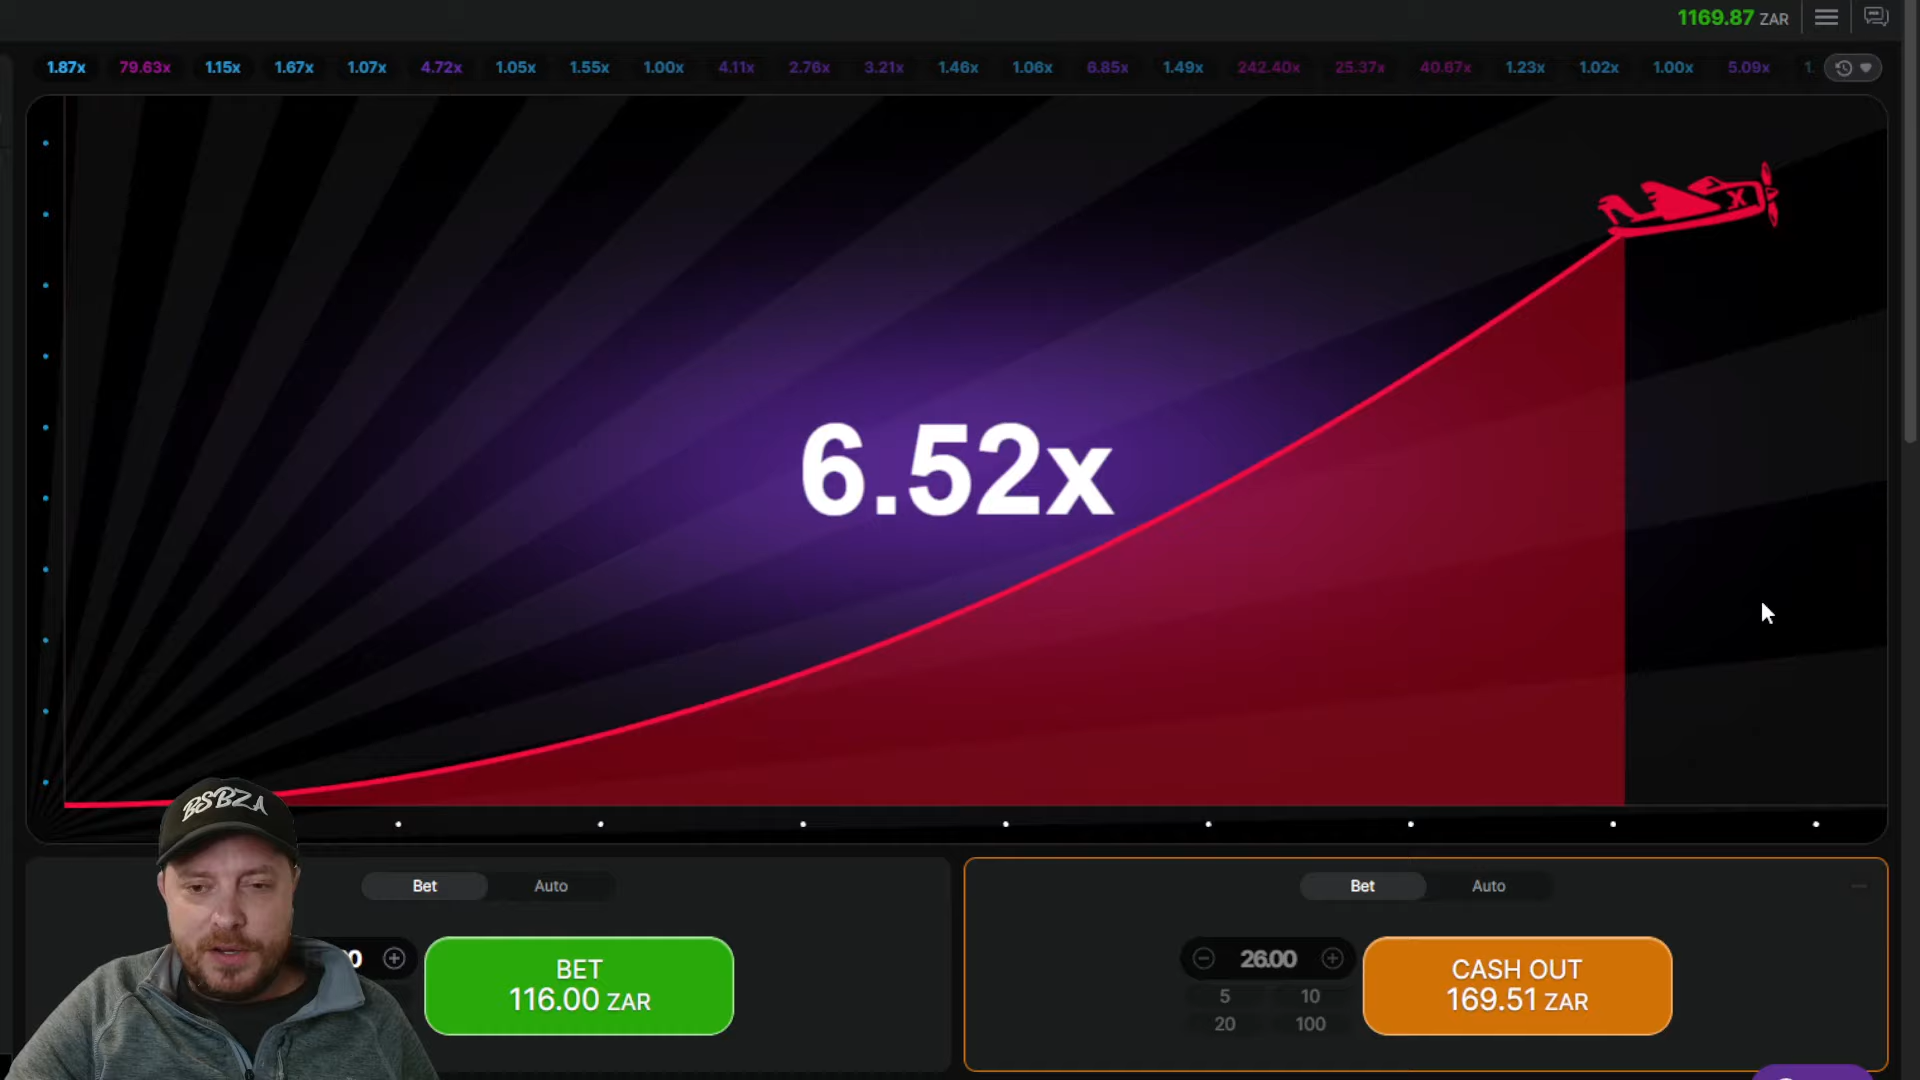 1169.87 ZAR
1.87x 79.63x 1.15x 1.67x 1.07x 4.72x 1.05x 1.55x 1.00x 4.11x 2.76x 3.21x 1.46x 1.06x 6.85x 1.49x 242.40x 25.37x 40.67x 1.23x 1.02x 1.00x 5.09x 1.
X
6.52x
BSBZA
Bet Auto
BET
116.00 ZAR
Bet Auto
26.00
5 10
20 100
CASH OUT
169.51 ZAR